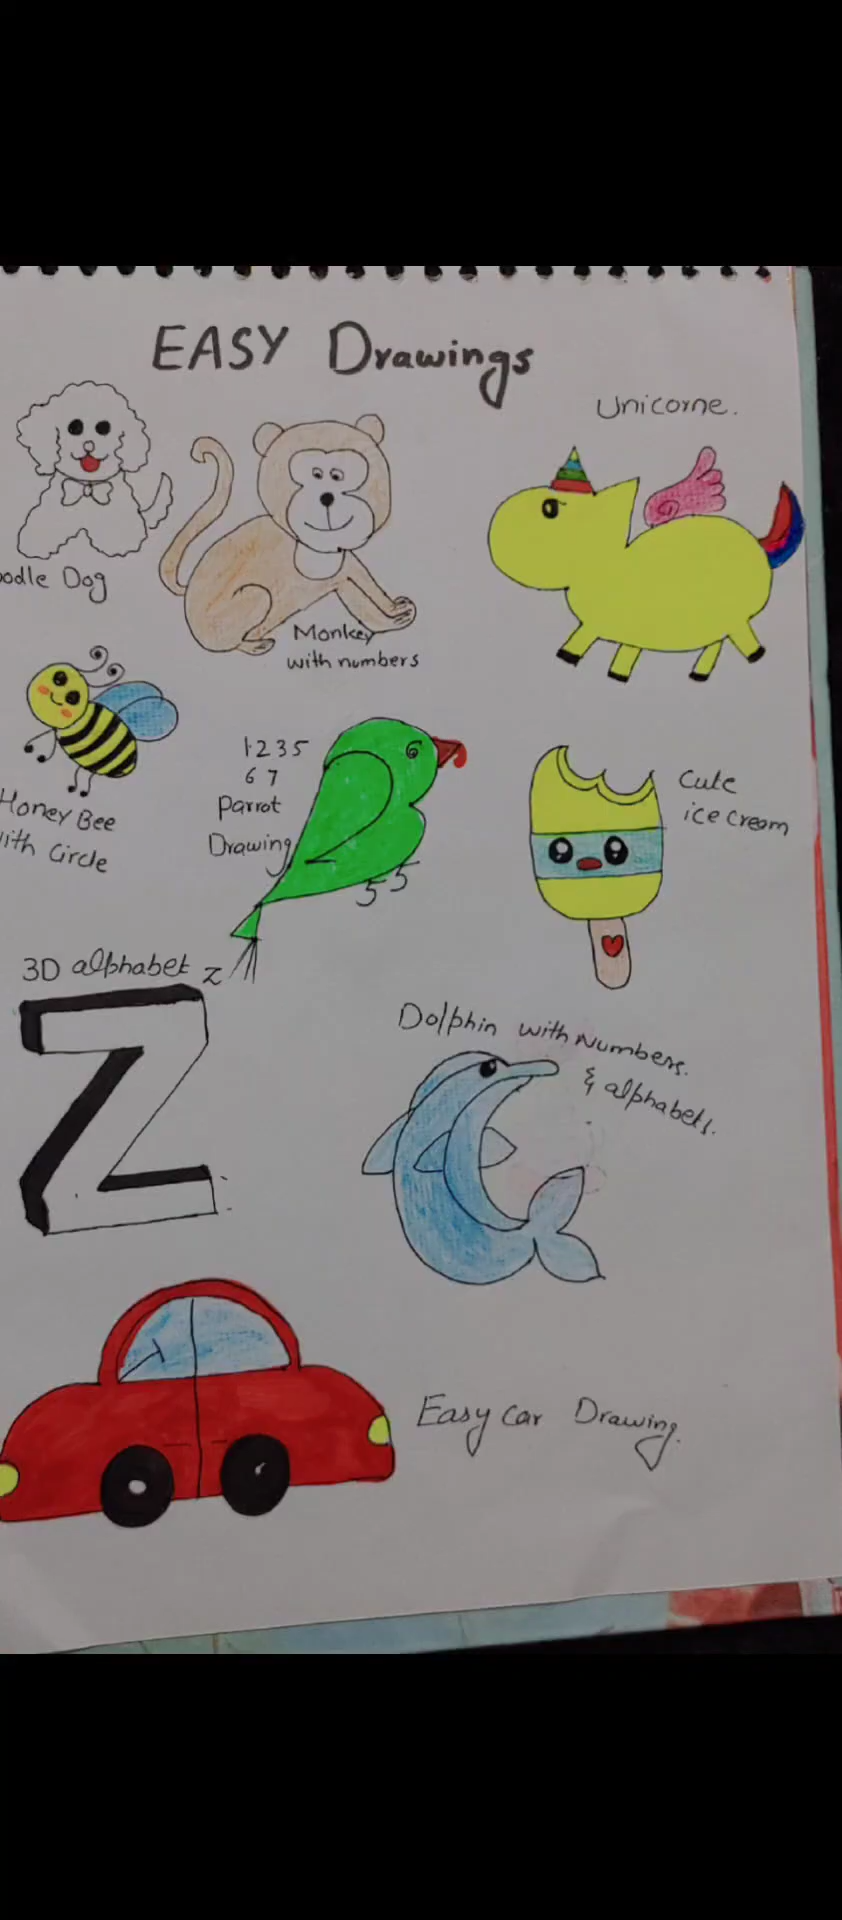 EASY Drawings
Unicorne.
oodle Dog
Monkey
with numbers
1235
67
Parrot
Drawing
Honey Bee
ith Circle
Cute
ice cream
3D alphabet z
Z
Dolphin with Numbers.
& alphabets.
55
Easy car Drawing.